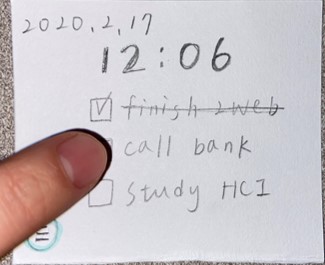 2020.2.17
12:06
finish 2web
call bank
study HCI